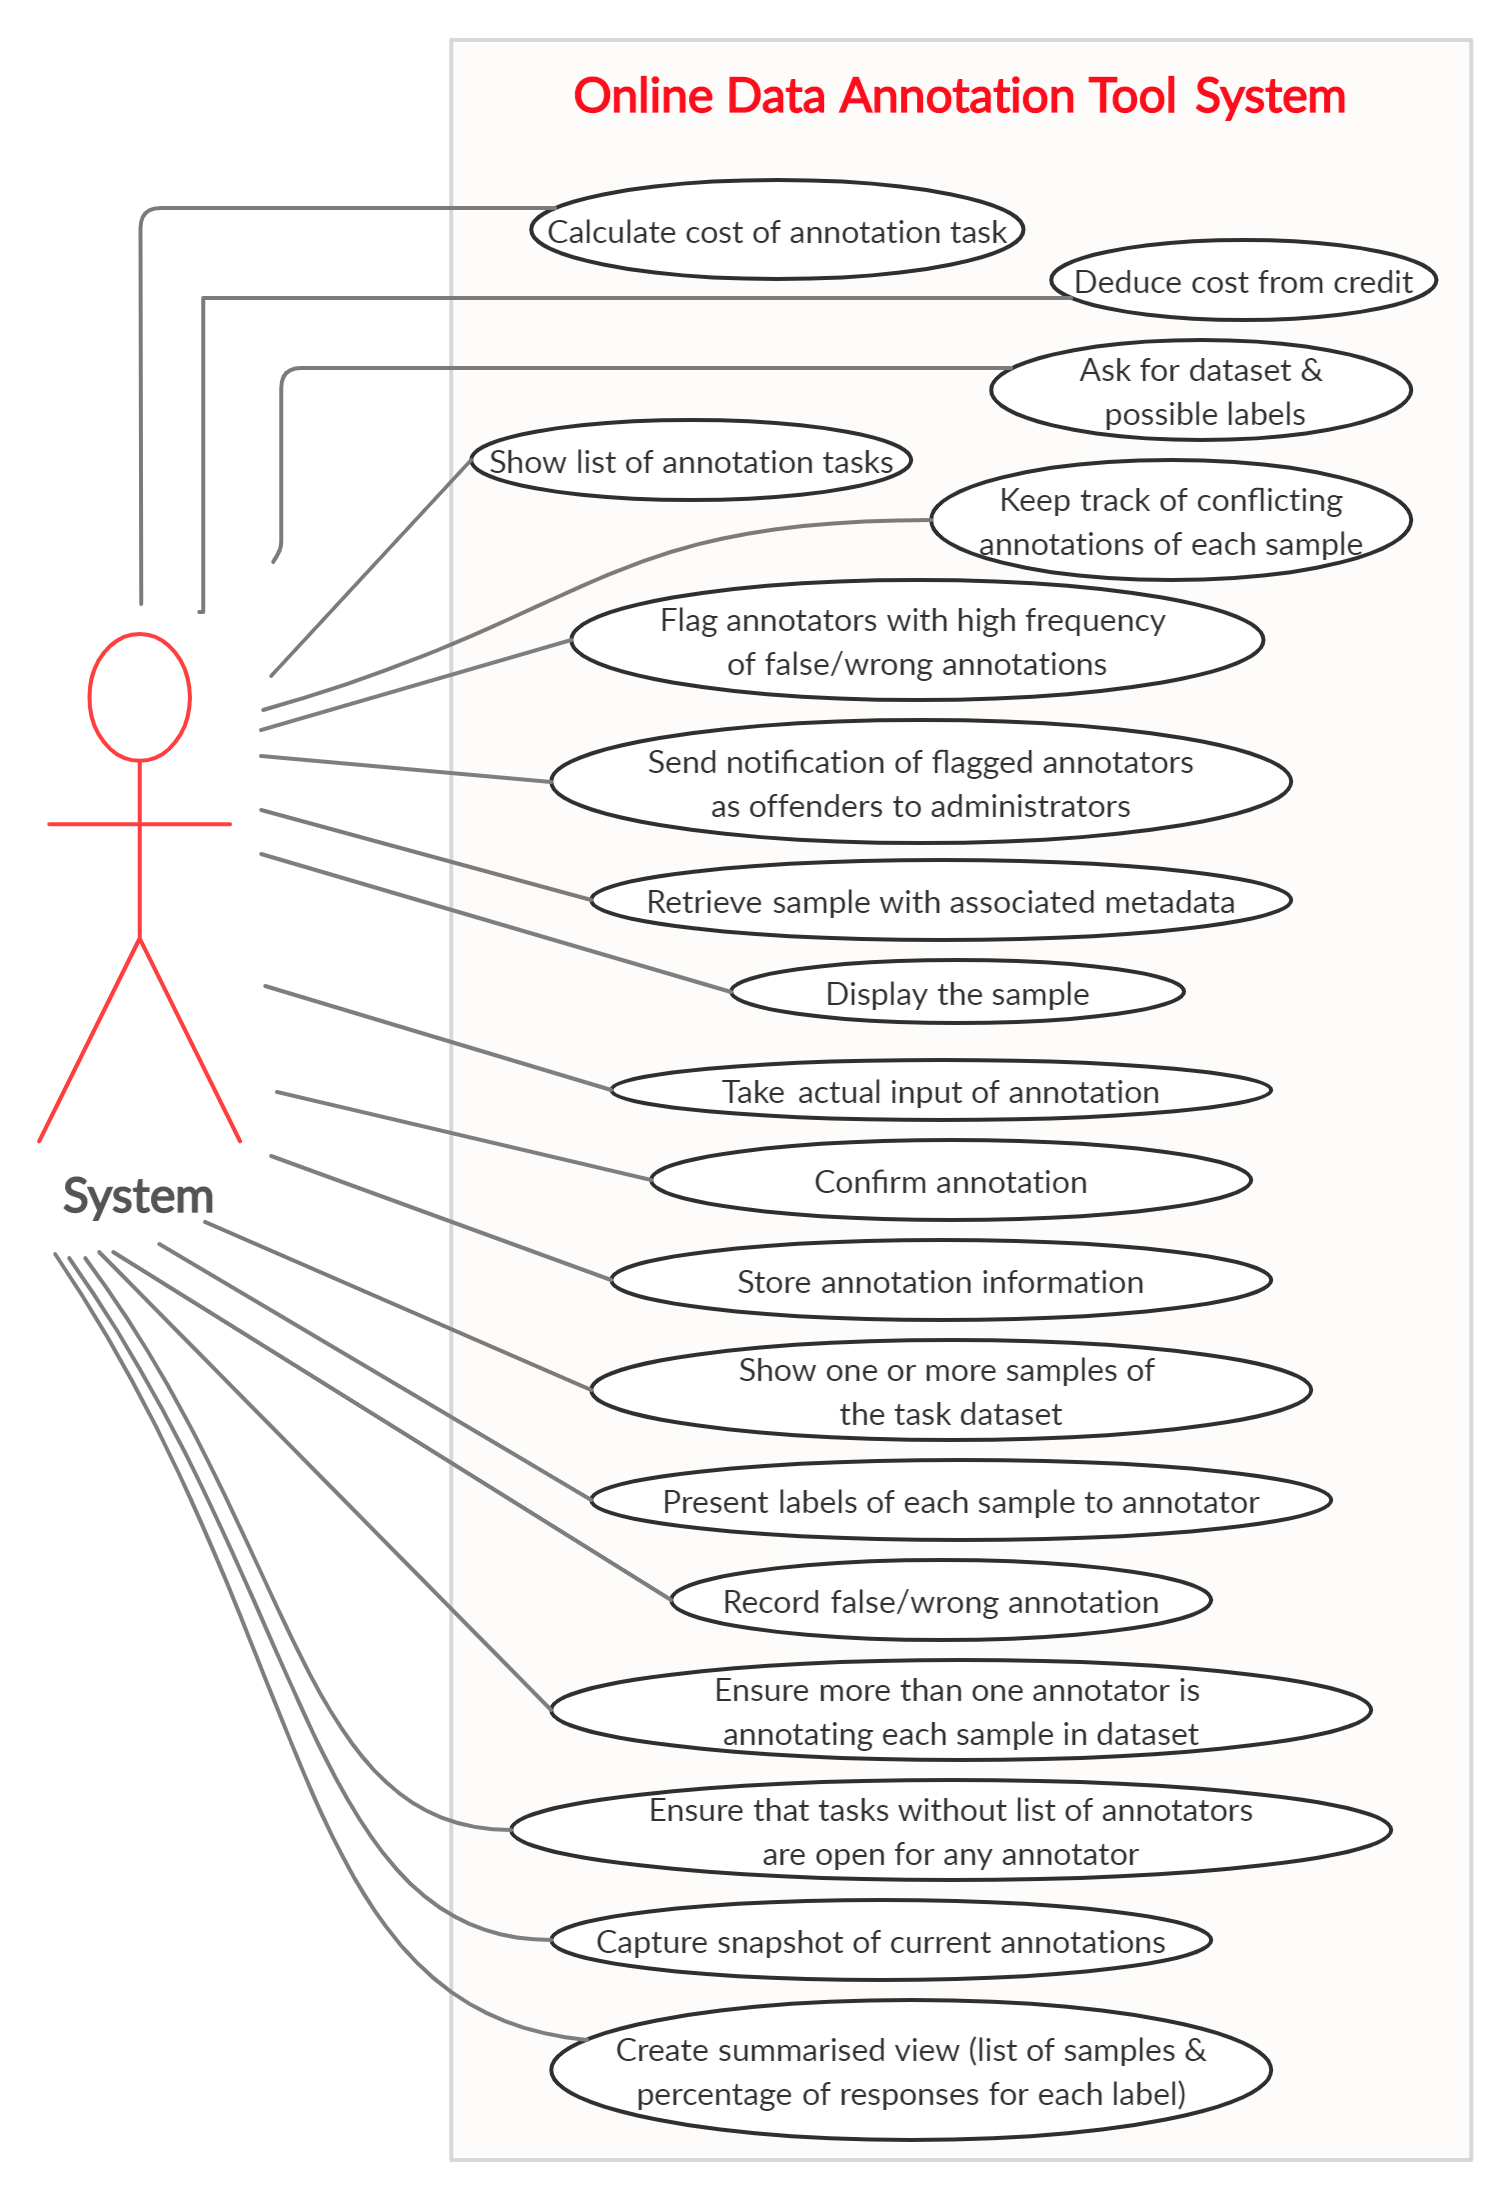 Online Data Annotation Tool System
Calculate cost of annotation task
Deduce cost from credit
Ask for dataset &
possible labels
Show list of annotation tasks
Keep track of conflicting
annotations of each sample
Flag annotators with high frequency
of false/wrong annotations
Send notification of flagged annotators
as offenders to administrators
Retrieve sample with associated metadata
Display the sample
Take actual input of annotation
Confirm annotation
System
Store annotation information
Show one or more samples of
the task dataset
Present labels of each sample to annotator
Record false/wrong annotation
Ensure more than one annotator is
annotating each sample in dataset
Ensure that tasks without list of annotators
are open for any annotator
Capture snapshot of current annotations
Create summarised view (list of samples &
percentage of responses for each label)